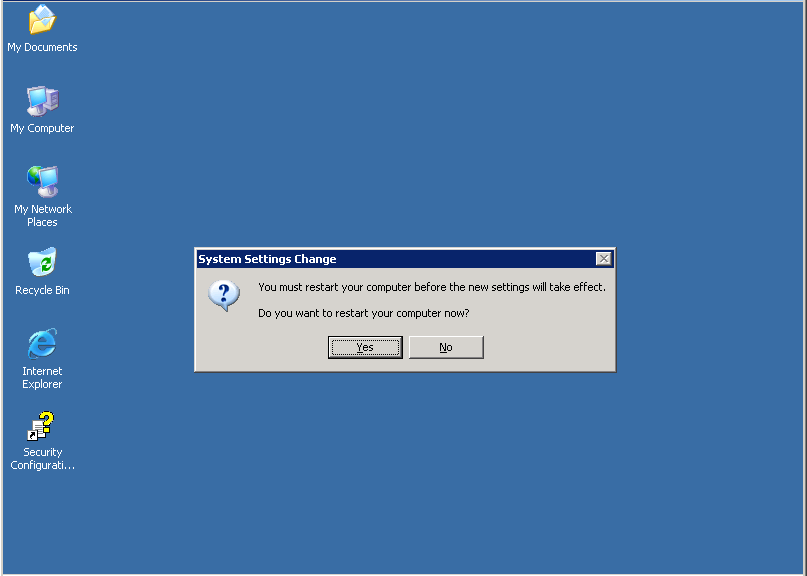 My Documents
My Computer
My Network
Places
Recycle Bin
Internet
Explorer
Security
Configurati...
System Settings Change
You must restart your computer before the new settings will take effect.
Do you want to restart your computer now?
Yes
No